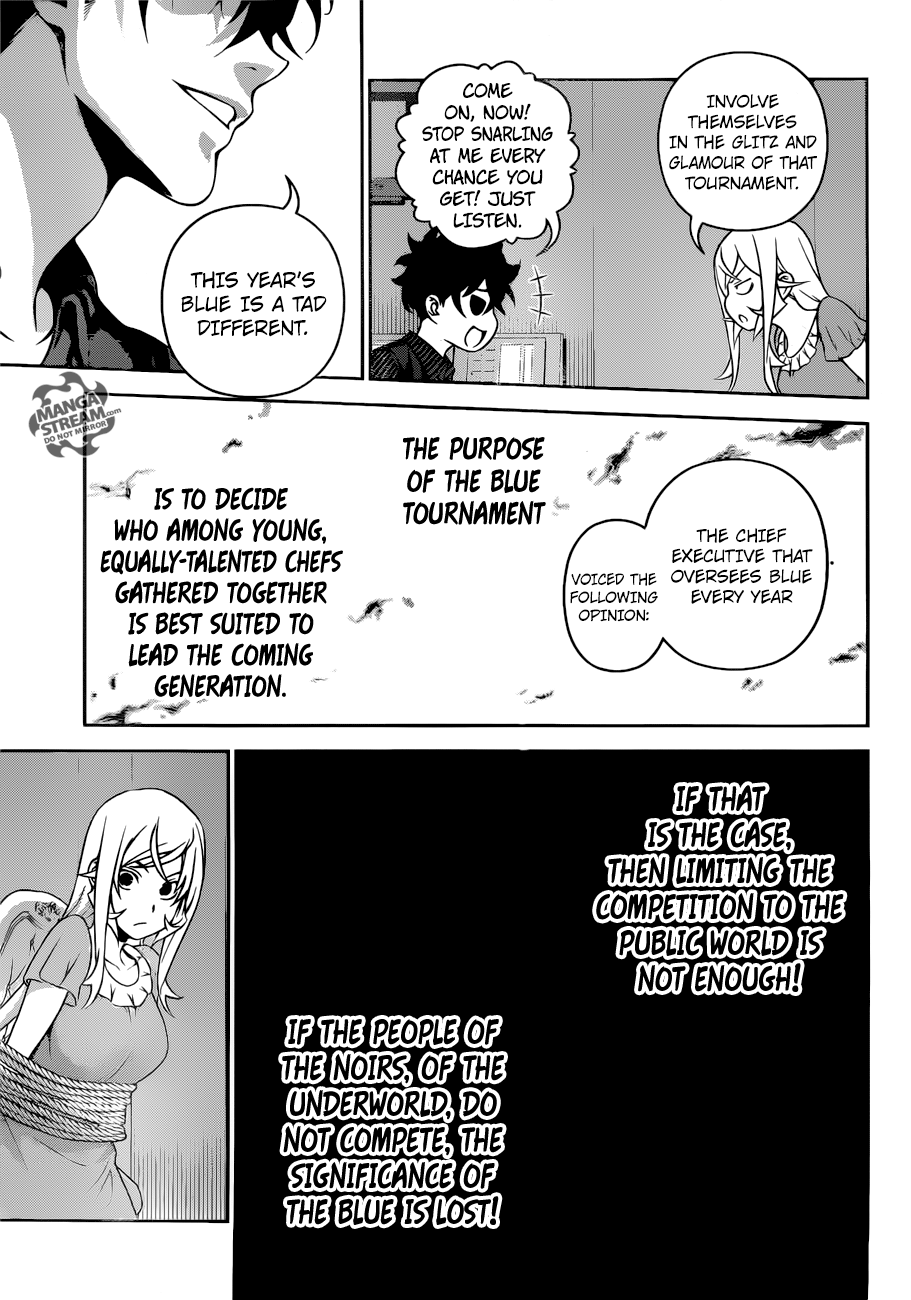 INVOLVE
THEMSELVES
IN THE GLITZ AND
GLAMOUR OF THAT
TOURNAMENT.
COME
ON, NOW!
STOP SNARLING
AT ME EVERY
CHANCE YOU
GET! JUST
LISTEN.
THIS YEAR'S
BLUE IS A TAD
DIFFERENT.
MANGA
STREAM.com
DO NOT MIRROR!
THE CHIEF
EXECUTIVE THAT
OVERSEES BLUE
EVERY YEAR
VOICED THE
FOLLOWING
OPINION:
THE PURPOSE
OF THE BLUE
TOURNAMENT
IS TO DECIDE
WHO AMONG YOUNG,
EQUALLY-TALENTED CHEFS
GATHERED TOGETHER
IS BEST SUITED TO
LEAD THE COMING
GENERATION.
IF THAT
IS THE CASE,
THEN LIMITING THE
COMPETITION TO THE
PUBLIC WORLD IS
NOT ENOUGH!
IF THE PEOPLE OF
THE NOIRS, OF THE
UNDERWORLD, DO
NOT COMPETE, THE
SIGNIFICANCE OF
THE BLUE IS LOST!